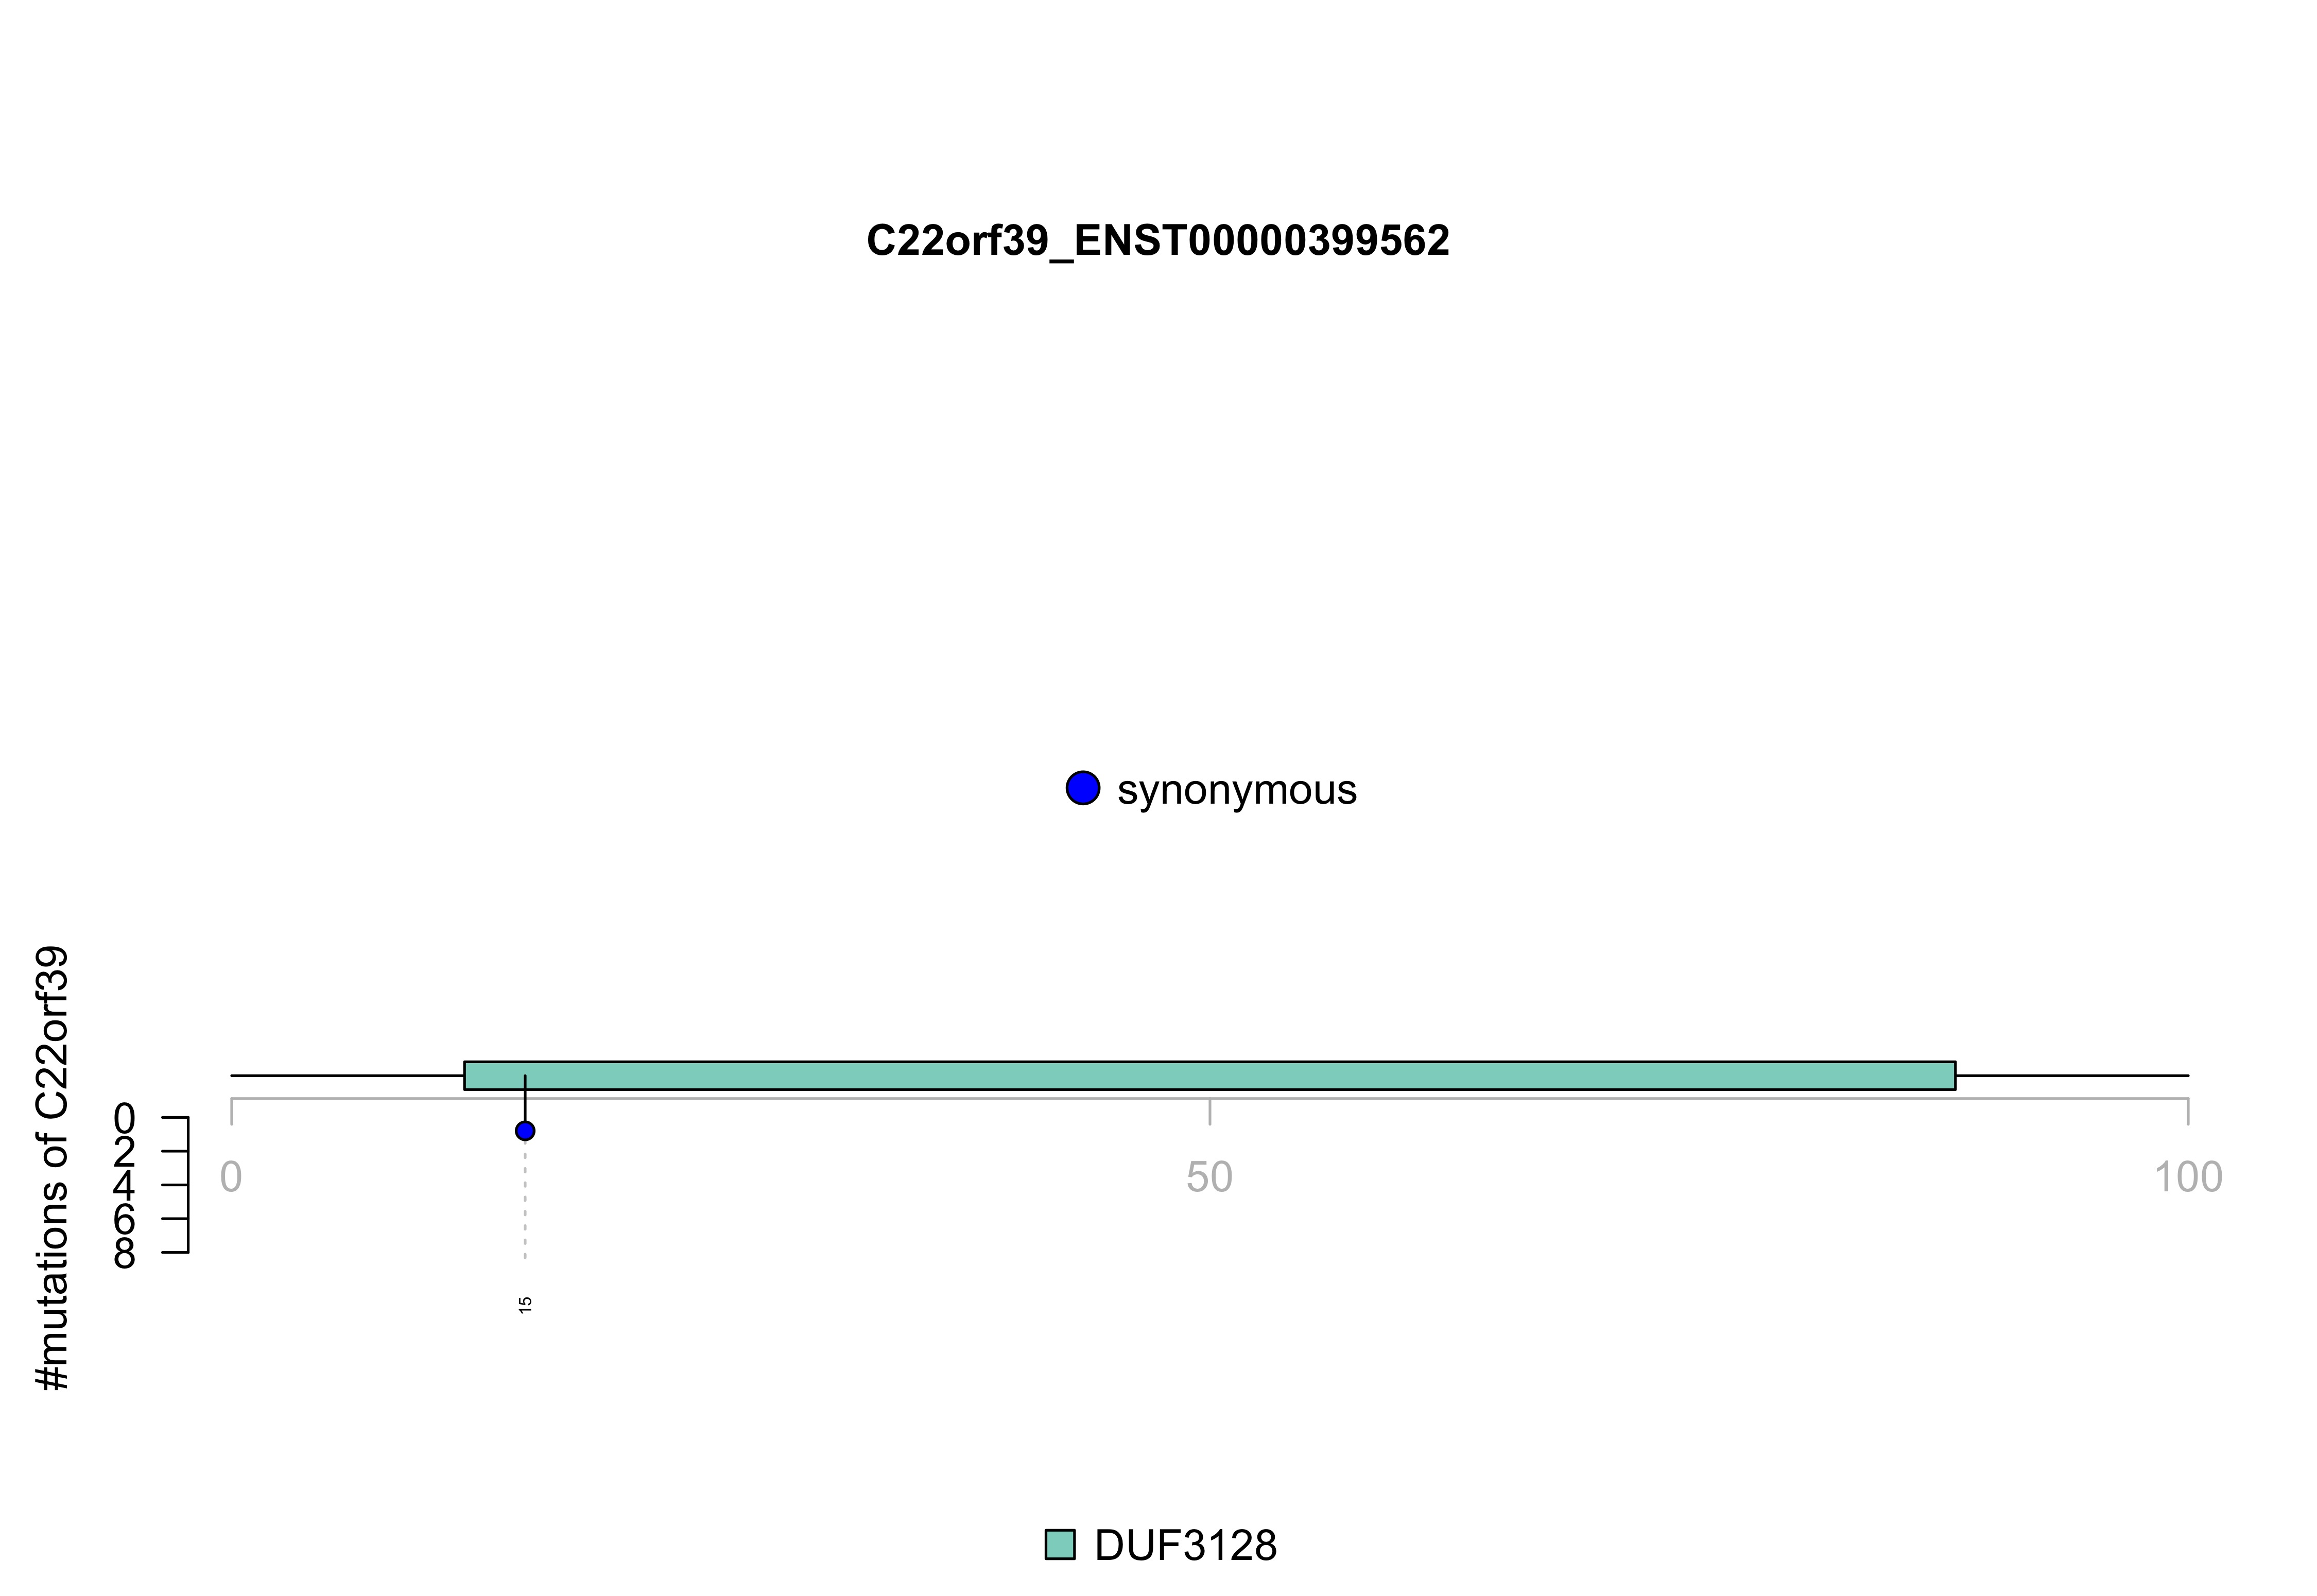 C22orf39_ENST00000399562
synonymous
#mutations of C22orf39
0
2
4
6
8
0
50
100
15
DUF3128